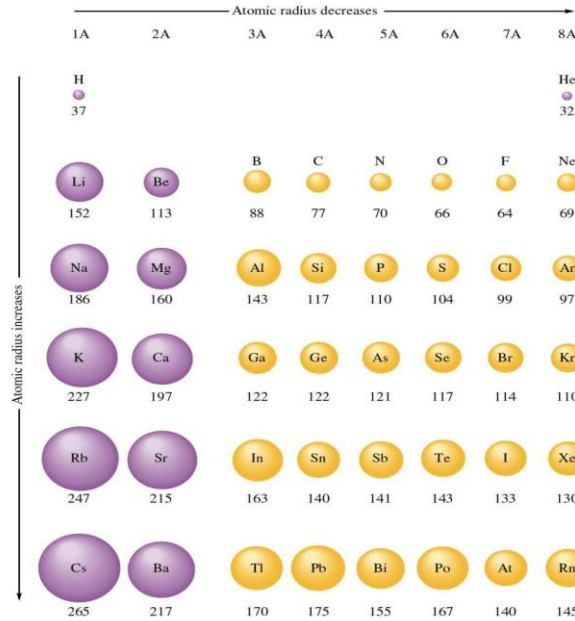 Atomic radius decreases
1A 2A 3A 4A 5A 6A 7A 8A
Atomic radius increases
H He
37 32
B C N O F Ne
Li Be
152 113 88 77 70 66 64 69
Na Mg Al Si P S Cl Ar
186 160 143 117 110 104 99 97
K Ca Ga Ge As Se Br Kr
227 197 122 122 121 117 114 110
Rb Sr In Sn Sb Te I Xe
247 215 163 140 141 143 133 130
Cs Ba Tl Pb Bi Po At Rn
265 217 170 175 155 167 140 145